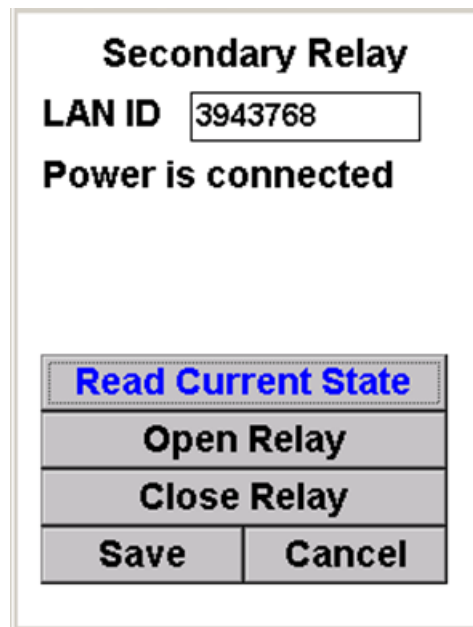 Secondary Relay
LAN ID 3943768
Power is connected
Read Current State
Open Relay
Close Relay
Save Cancel